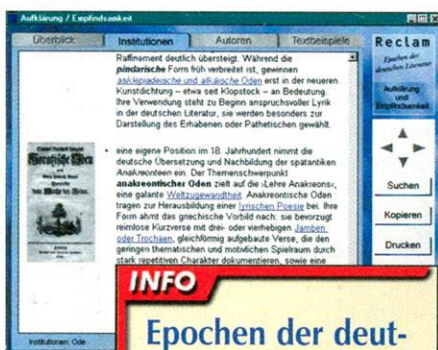 Aufklärung / Empfindsamkeit
Überblick
Institutionen
Autoren
Textbeispiele
Raffinement deutlich übersteigt. Während die
pindarische Form früh verbreitet ist, gewinnen
asklepiadeische und alkäische Oden erst in der neueren
Kunstdichtung – etwa seit Klopstock – an Bedeutung.
Ihre Verwendung steht zu Beginn anspruchsvoller Lyrik
in der deutschen Literatur, sie werden besonders zur
Darstellung des Erhabenen oder Pathetischen gewählt.
• eine eigene Position im 18. Jahrhundert nimmt die
deutsche Übersetzung und Nachbildung der spätantiken
Anakreonteen ein. Der Themenschwerpunkt
anakreontischer Oden zielt auf die ›Lehre Anakreons‹,
eine galante Weltzugewandtheit. Anakreontische Oden
tragen zur Herausbildung einer lyrischen Poesie bei. Ihre
Form ahmt das griechische Vorbild nach: sie bevorzugt
reimlose Kurzverse mit drei- oder vierhebigen Jamben
oder Trochäen, gleichförmig aufgebaute Verse, die den
geringen thematischen und motivlichen Spielraum durch
stark repetitiven Charakter dokumentieren, sowie eine
Institutionen: Ode
Reclam
Epochen der
deutschen Literatur
Aufklärung
und
Empfindsamkeit
Suchen
Kopieren
Drucken
INFO
Epochen der deut-